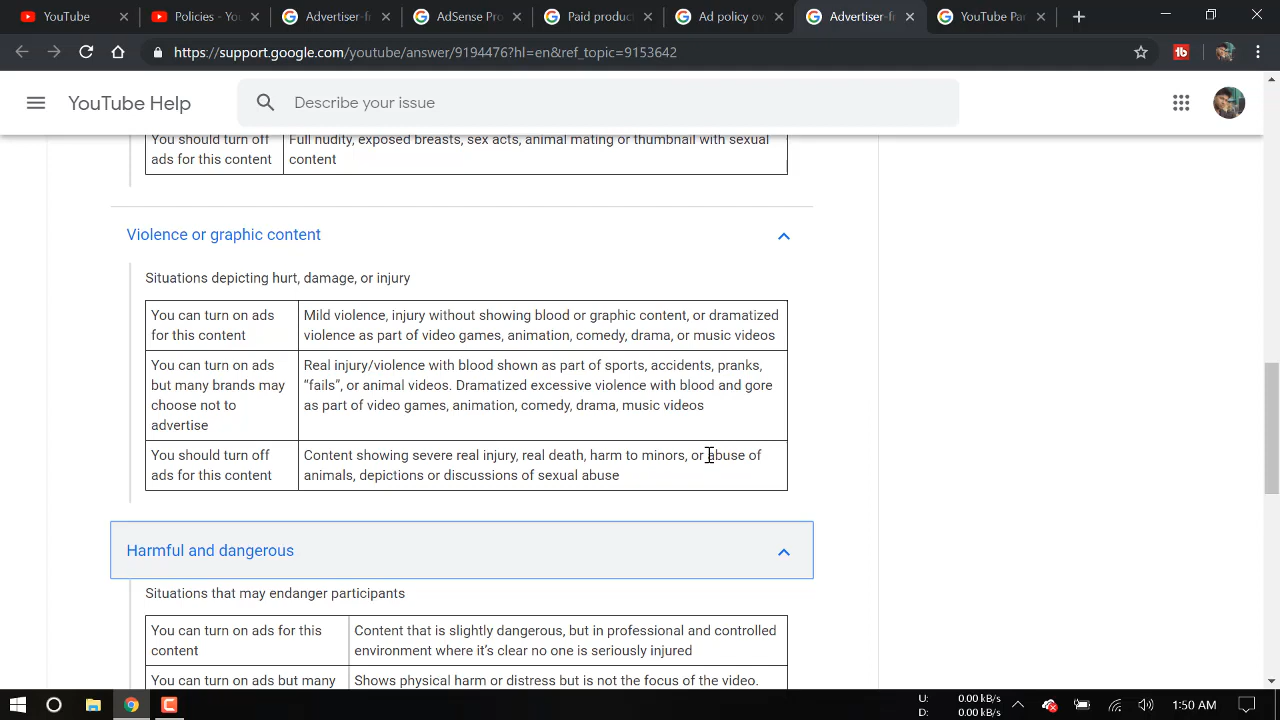 YouTube
Policies - Yo
Advertiser-fr
AdSense Pro
Paid produc
Ad policy ov
Advertiser-fr
YouTube Par
https://support.google.com/youtube/answer/9194476?hl=en&ref_topic=9153642
YouTube Help
Describe your issue
You should turn off
ads for this content
Full nudity, exposed breasts, sex acts, animal mating or thumbnail with sexual
content
Violence or graphic content
Situations depicting hurt, damage, or injury
You can turn on ads
for this content
Mild violence, injury without showing blood or graphic content, or dramatized
violence as part of video games, animation, comedy, drama, or music videos
You can turn on ads
but many brands may
choose not to
advertise
Real injury/violence with blood shown as part of sports, accidents, pranks,
“fails”, or animal videos. Dramatized excessive violence with blood and gore
as part of video games, animation, comedy, drama, music videos
You should turn off
ads for this content
Content showing severe real injury, real death, harm to minors, or abuse of
animals, depictions or discussions of sexual abuse
Harmful and dangerous
Situations that may endanger participants
You can turn on ads for this
content
Content that is slightly dangerous, but in professional and controlled
environment where it’s clear no one is seriously injured
You can turn on ads but many
Shows physical harm or distress but is not the focus of the video.
U: 0.00 kB/s
D: 0.00 kB/s
1:50 AM